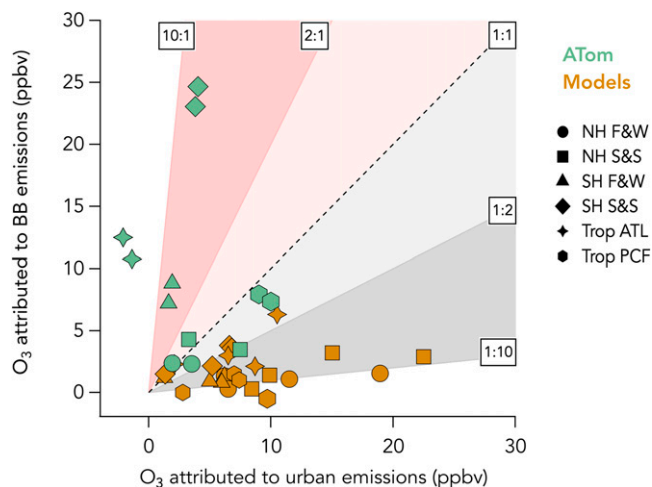 30
25
20
15
10
5
0
O3 attributed to BB emissions (ppbv)
10:1
2:1
1:1
1:2
1:10
0
10
20
30
O3 attributed to urban emissions (ppbv)
ATom
Models
NH F&W
NH S&S
SH F&W
SH S&S
Trop ATL
Trop PCF